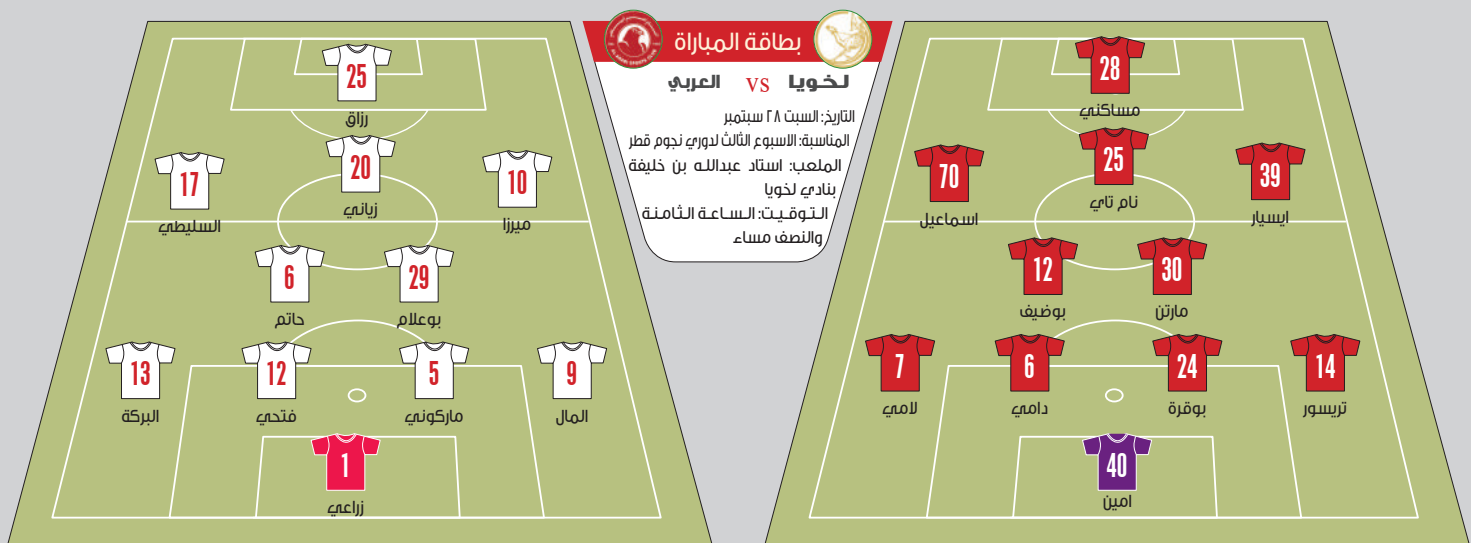 بطاقة المباراة
لخويا vs العربي
التاريخ: السبت ٢٨ سبتمبر
المناسبة: الاسبوع الثالث لدوري نجوم قطر
الملعب: استاد عبدالله بن خليفة
بنادي لخويا
التوقيت: الساعة الثامنة
والنصف مساء
28
مساكني
39
ايسيار
25
نام تاي
70
اسماعيل
30
مارتن
12
بوضيف
14
تريسور
24
بوقرة
6
دامي
7
لامي
40
امين
25
رزاق
10
ميرزا
20
زياني
17
السليطي
29
بوعلام
6
حاتم
9
المال
5
ماركوني
12
فتحي
13
البركة
1
زراعي